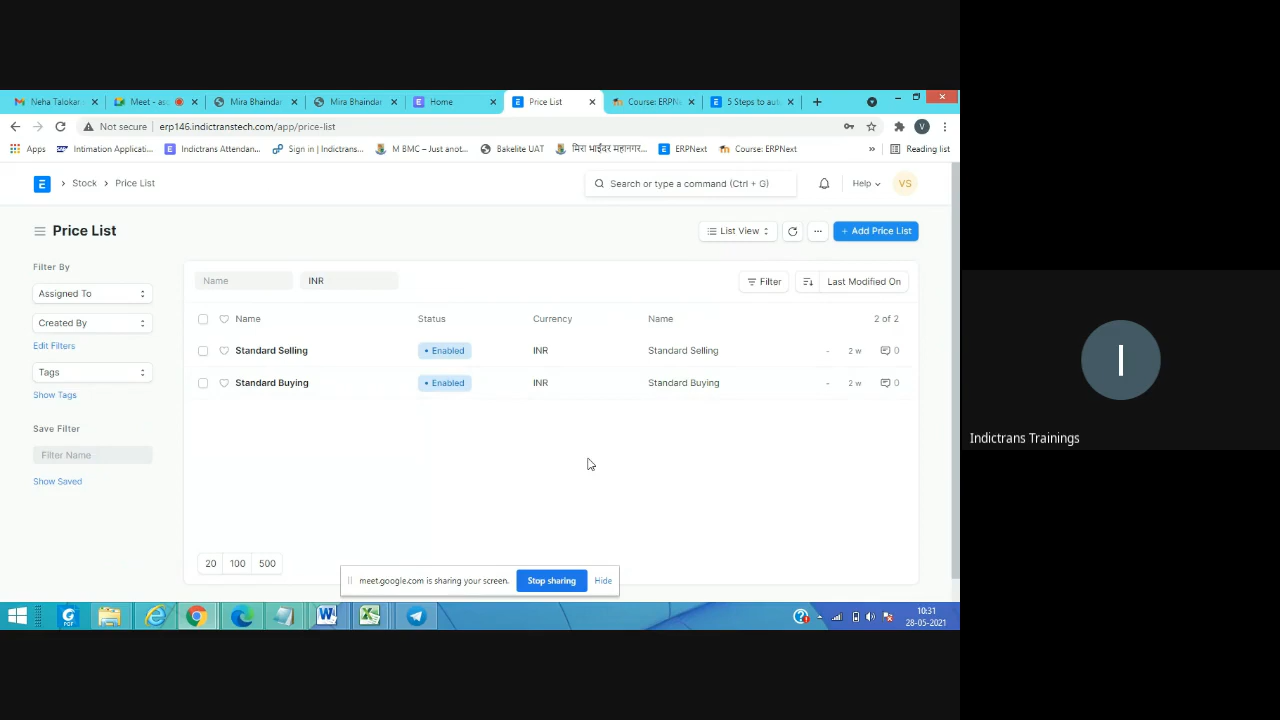 Neha Talokar
Meet - asc
Mira Bhaindar
Mira Bhaindar
Home
Price List
Course: ERPNe
5 Steps to aut
Not secure
erp146.indictranstech.com/app/price-list
Apps
Intimation Applicati...
Indictrans Attendan...
Sign in | Indictrans...
M BMC – Just anot...
Bakelite UAT
मिरा भाईंदर महानगर...
ERPNext
Course: ERPNext
»
Reading list
Stock
Price List
Search or type a command (Ctrl + G)
Help
VS
Price List
List View
+ Add Price List
Filter By
Assigned To
Created By
Edit Filters
Tags
Show Tags
Save Filter
Filter Name
Show Saved
Name
INR
Filter
Last Modified On
Name Status Currency Name 2 of 2
Standard Selling • Enabled INR Standard Selling - 2 w 0
Standard Buying • Enabled INR Standard Buying - 2 w 0
20 100 500
meet.google.com is sharing your screen.
Stop sharing
Hide
10:31
28-05-2021
I
Indictrans Trainings